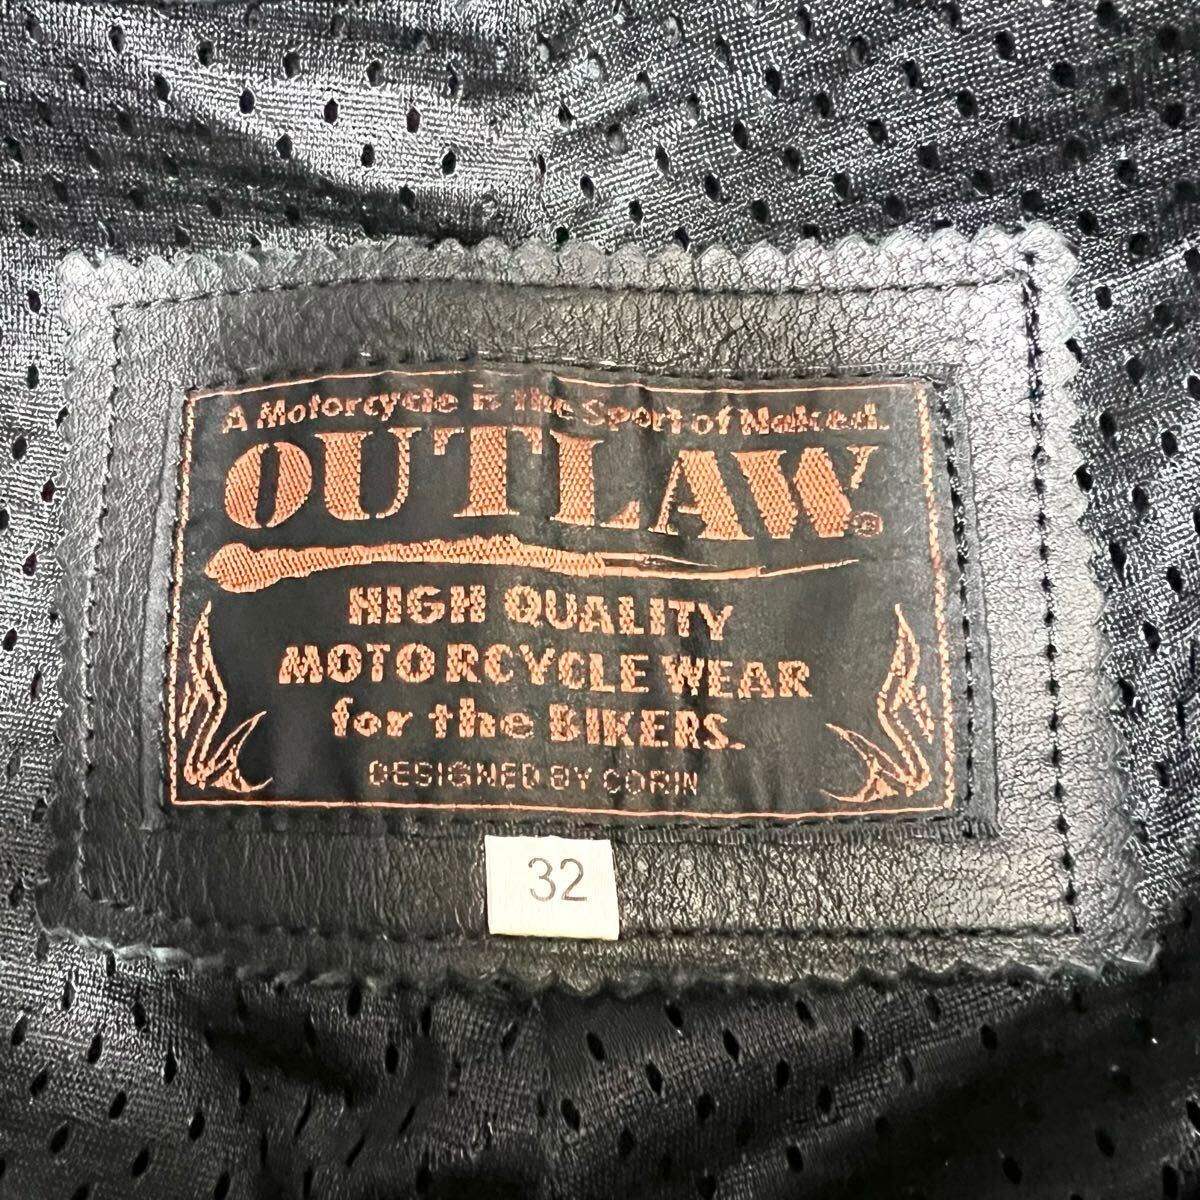 A Motorcycle is the Sport of Naked.
OUTLAW®
HIGH QUALITY
MOTORCYCLE WEAR
for the BIKERS.
DESIGNED BY CORIN
32